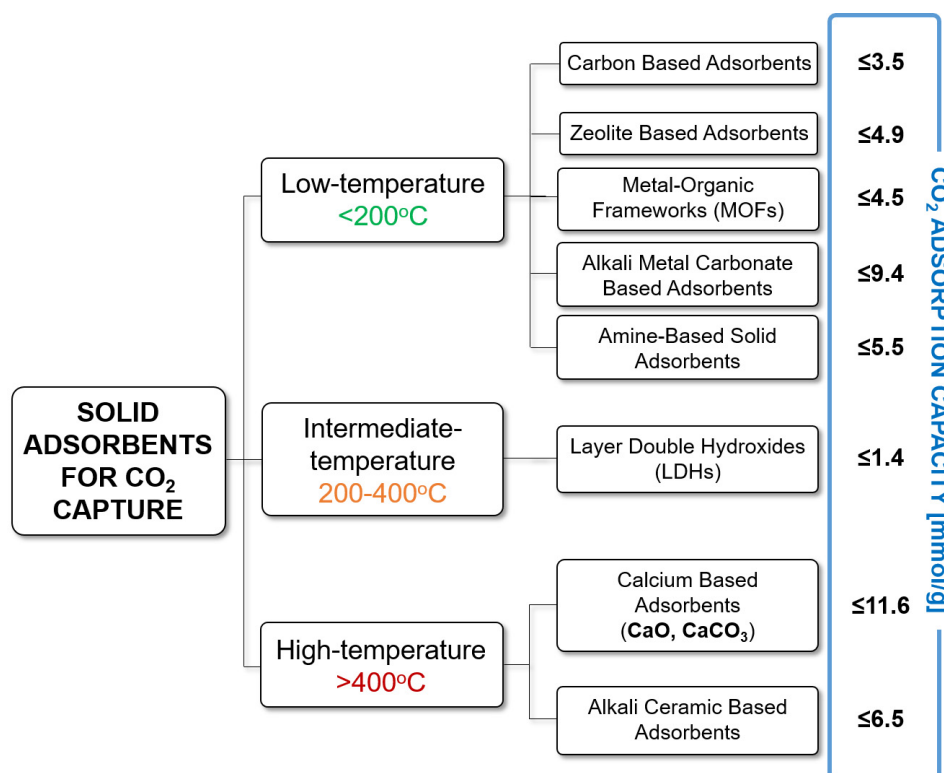 SOLID
ADSORBENTS
FOR CO₂
CAPTURE
Low-temperature
<200°C
Carbon Based Adsorbents
≤3.5
Zeolite Based Adsorbents
≤4.9
Metal-Organic
Frameworks (MOFs)
≤4.5
Alkali Metal Carbonate
Based Adsorbents
≤9.4
Amine-Based Solid
Adsorbents
≤5.5
Intermediate-
temperature
200-400°C
Layer Double Hydroxides
(LDHs)
≤1.4
High-temperature
>400°C
Calcium Based
Adsorbents
(CaO, CaCO₃)
≤11.6
Alkali Ceramic Based
Adsorbents
≤6.5
CO₂ ADSORPTION CAPACITY [mmol/g]